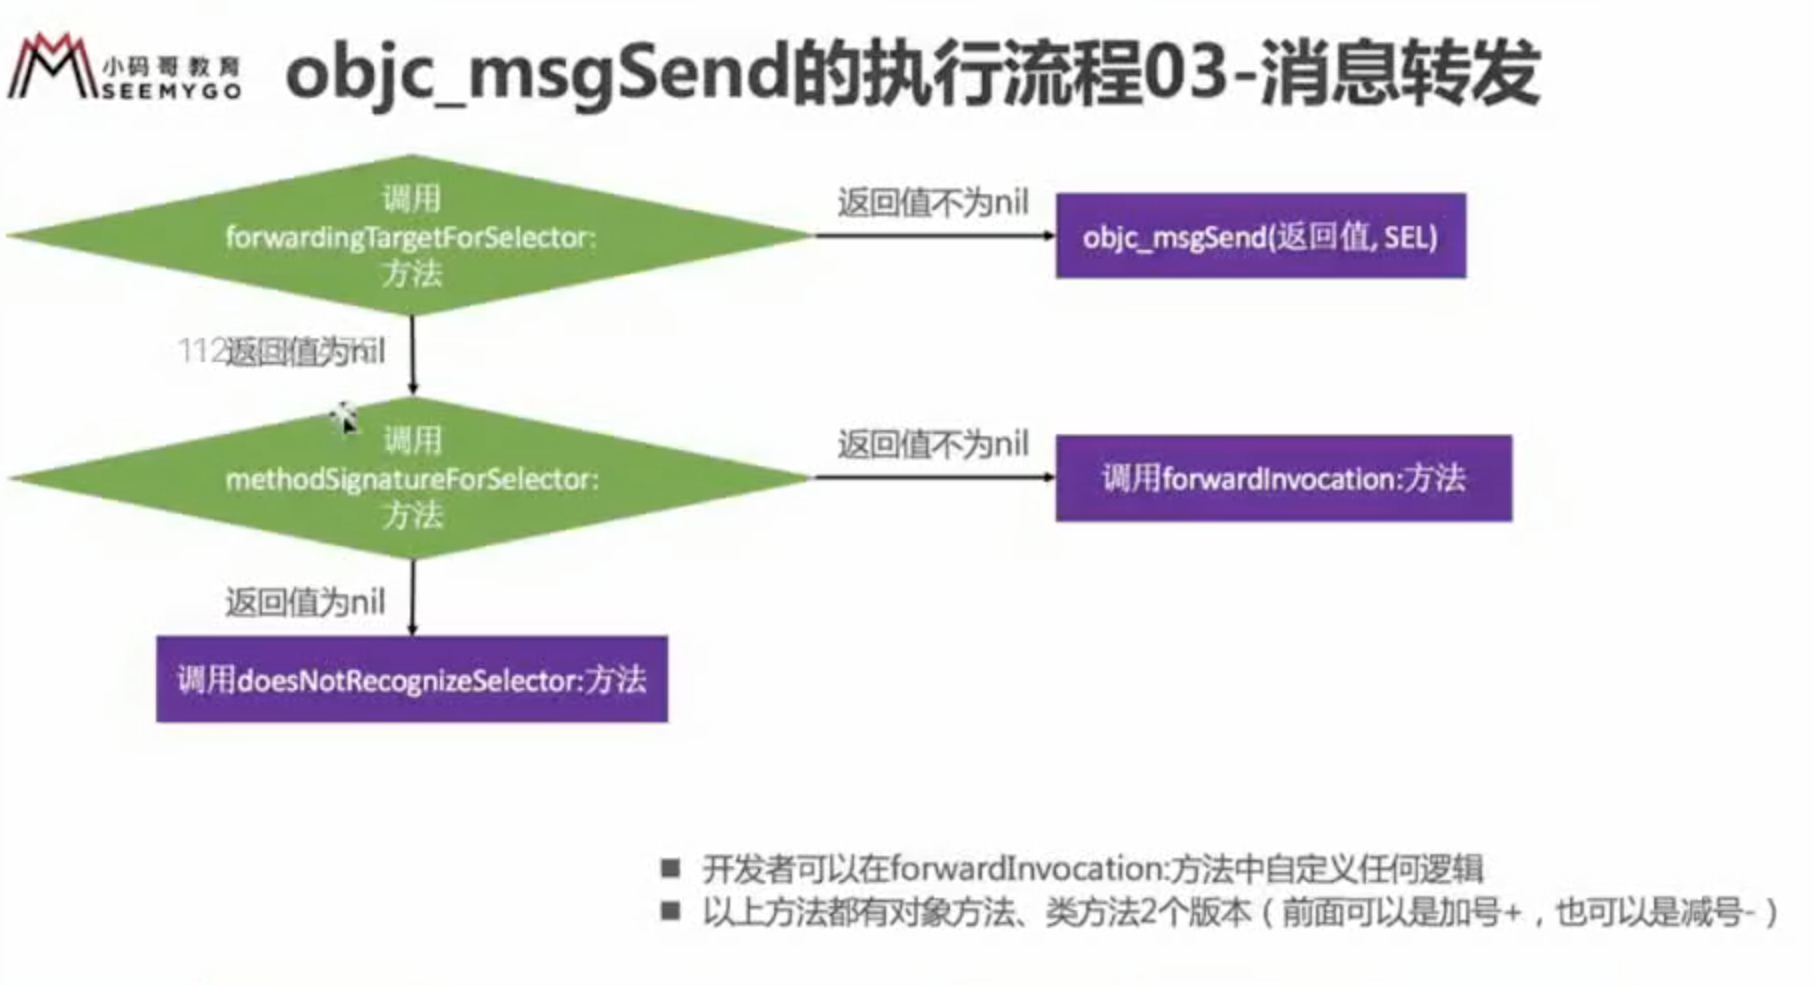 小码哥教育
SEEMYGO
objc_msgSend的执行流程03-消息转发
调用
forwardingTargetForSelector:
方法
返回值不为nil
objc_msgSend(返回值, SEL)
112
返回值为nil
调用
methodSignatureForSelector:
方法
返回值不为nil
调用forwardInvocation:方法
返回值为nil
调用doesNotRecognizeSelector:方法
■ 开发者可以在forwardInvocation:方法中自定义任何逻辑
■ 以上方法都有对象方法、类方法2个版本（前面可以是加号+，也可以是减号-）